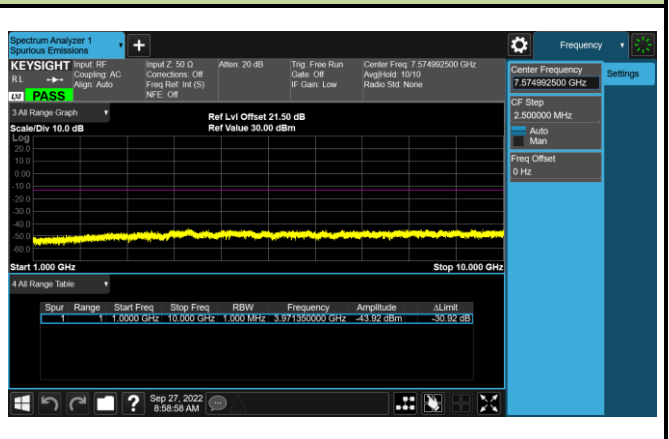 Spectrum Analyzer 1
Spurious Emissions
Frequency
KEYSIGHT
R L
LXI
PASS
Input: RF
Coupling: AC
Align: Auto
Input Z: 50 Ω
Corrections: Off
Freq Ref: Int (S)
NFE: Off
Atten: 20 dB
Trig: Free Run
Gate: Off
IF Gain: Low
Center Freq: 7.574992500 GHz
Avg|Hold: 10/10
Radio Std: None
Center Frequency
7.574992500 GHz
Settings
CF Step
2.500000 MHz
Auto
Man
Freq Offset
0 Hz
3 All Range Graph
Scale/Div 10.0 dB
Ref Lvl Offset 21.50 dB
Ref Value 30.00 dBm
Log
20.0
10.0
0.00
-10.0
-20.0
-30.0
-40.0
-50.0
-60.0
Start 1.000 GHz
Stop 10.000 GHz
4 All Range Table
Spur Range Start Freq Stop Freq RBW Frequency Amplitude ΔLimit
1 1 1.0000 GHz 10.000 GHz 1.000 MHz 3.971350000 GHz -43.92 dBm -30.92 dB
?
Sep 27, 2022
8:58:58 AM